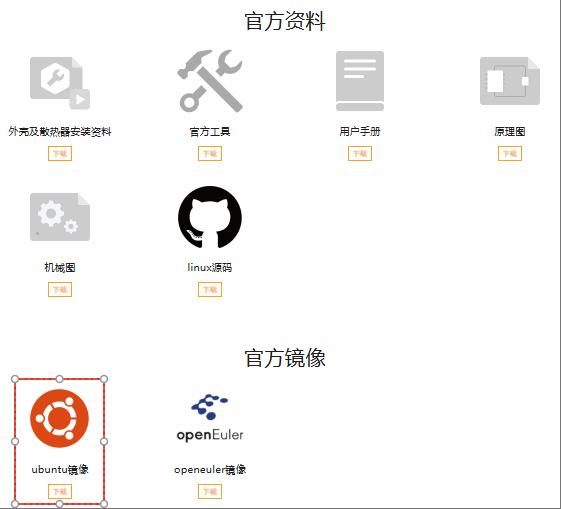 官方资料
外壳及散热器安装资料
官方工具
用户手册
原理图
下载
下载
下载
下载
机械图
linux源码
下载
下载
官方镜像
openEuler
ubuntu镜像
openeuler镜像
下载
下载